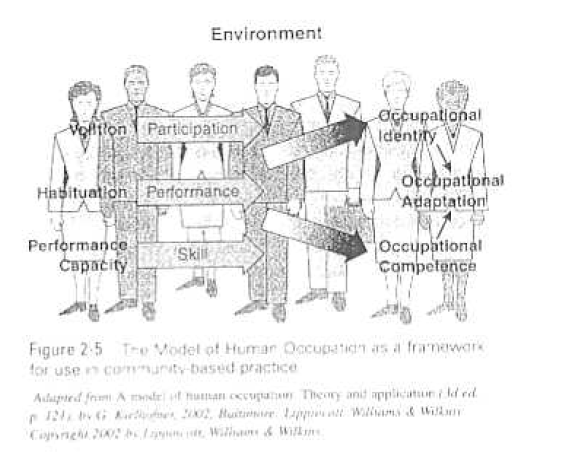 Environment
Volition
Participation
Occupational
Identity
Habituation
Performance
Occupational
Adaptation
Performance
Capacity
Skill
Occupational
Competence
Figure 2-5 The Model of Human Occupation as a framework
for use in community-based practice
Adapted from A model of human occupation. Theory and application (3d ed.
p. 121), by G. Kielhofner, 2002, Baltimore: Lippincott, Williams & Wilkins
Copyright 2002 by Lippincott, Williams & Wilkins.